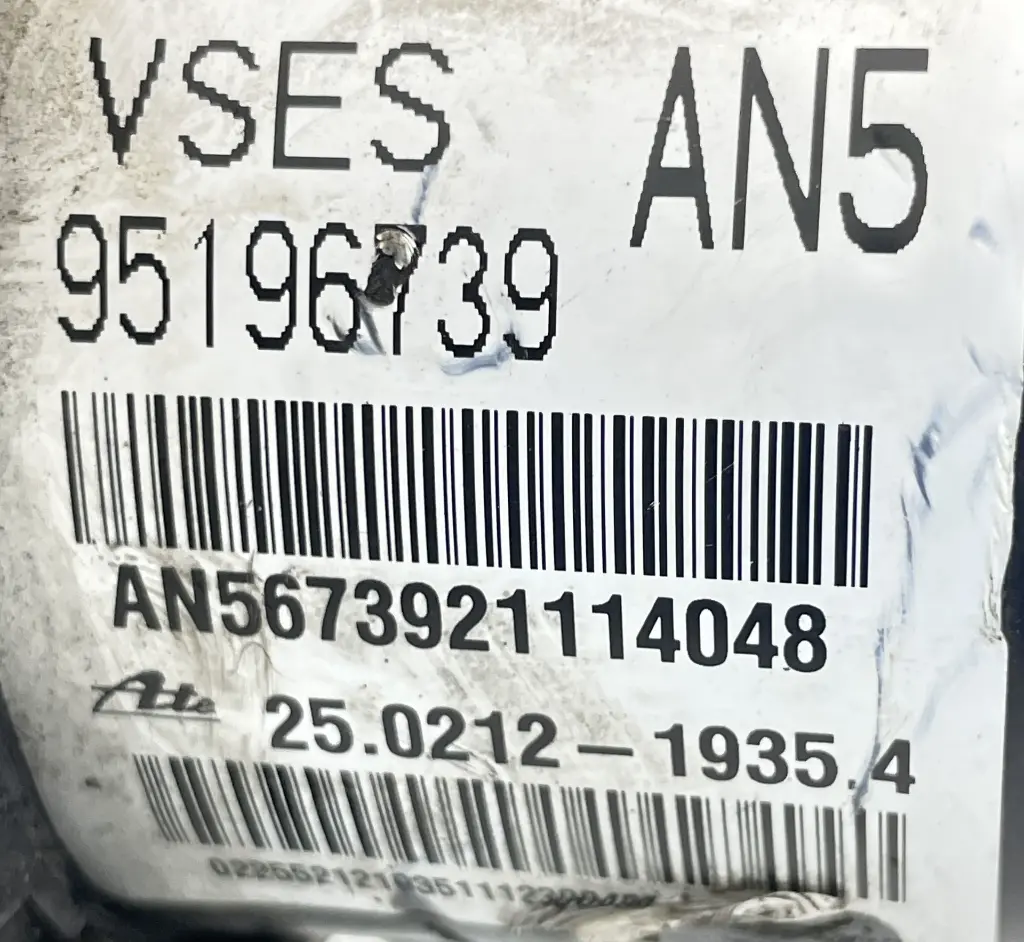 VSES AN5
95196739
AN5673921114048
Ate 25.0212-1935.4